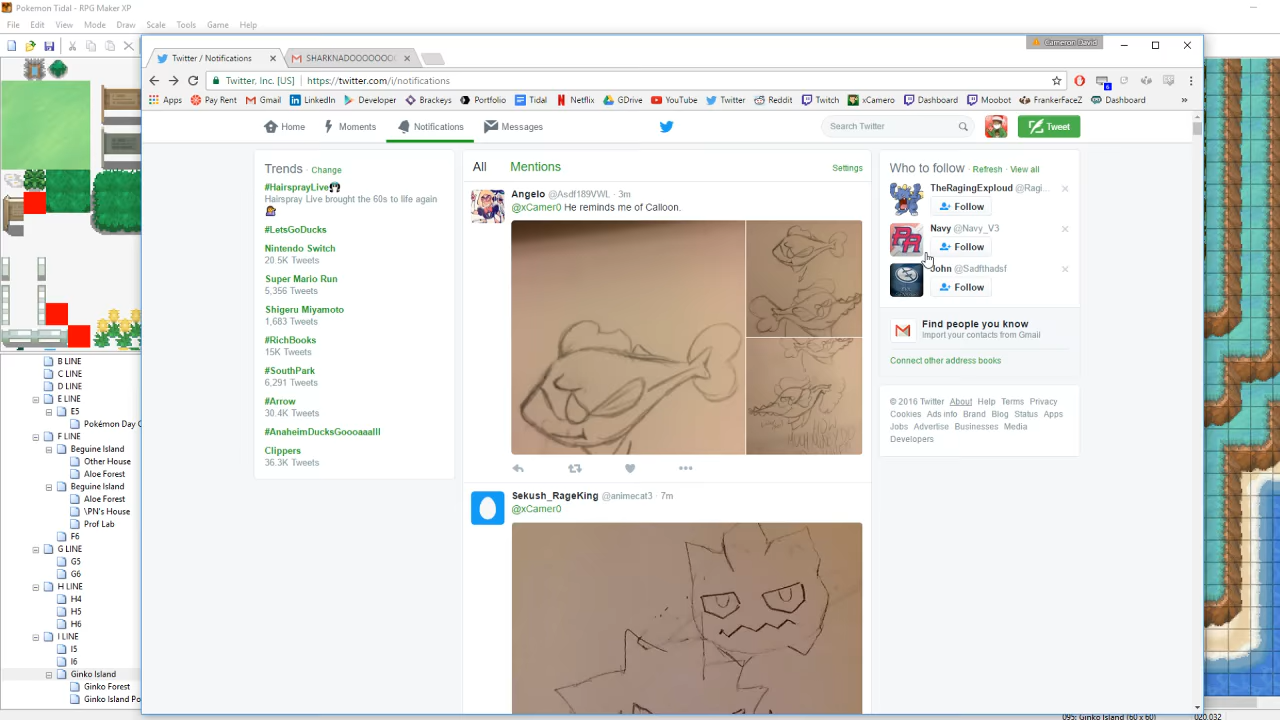 Pokemon Tidal - RPG Maker XP
File Edit View Mode Draw Scale Tools Game Help
Cameron David
Twitter / Notifications
SHARKNADOOOOOOO
Twitter, Inc. [US] https://twitter.com/i/notifications
6
Apps Pay Rent Gmail LinkedIn Developer Brackeys Portfolio Tidal Netflix GDrive YouTube Twitter Reddit Twitch xCamero Dashboard Moobot FrankerFaceZ Dashboard »
Home Moments Notifications Messages
Search Twitter
Tweet
Trends · Change
#HairsprayLive
Hairspray Live brought the 60s to life again
#LetsGoDucks
Nintendo Switch
20.5K Tweets
Super Mario Run
5,356 Tweets
Shigeru Miyamoto
1,683 Tweets
#RichBooks
15K Tweets
#SouthPark
6,291 Tweets
#Arrow
30.4K Tweets
#AnaheimDucksGoooaaalll
Clippers
36.3K Tweets
All Mentions Settings
Angelo @Asdf189VWL · 3m
@xCamer0 He reminds me of Calloon.
Sekush_RageKing @animecat3 · 7m
@xCamer0
Who to follow · Refresh · View all
TheRagingExploud @Ragi...
Follow
Navy @Navy_V3
Follow
John @Sadfthadsf
Follow
Find people you know
Import your contacts from Gmail
Connect other address books
© 2016 Twitter About Help Terms Privacy
Cookies Ads info Brand Blog Status Apps
Jobs Advertise Businesses Media
Developers
B LINE
C LINE
D LINE
E LINE
E5
Pokémon Day C
F LINE
Beguine Island
Other House
Aloe Forest
Beguine Island
Aloe Forest
\PN's House
Prof Lab
F6
G LINE
G5
G6
H LINE
H4
H5
H6
I LINE
I5
I6
Ginko Island
Ginko Forest
Ginko Island Po
095: Ginko Island (60 x 60) 020,032